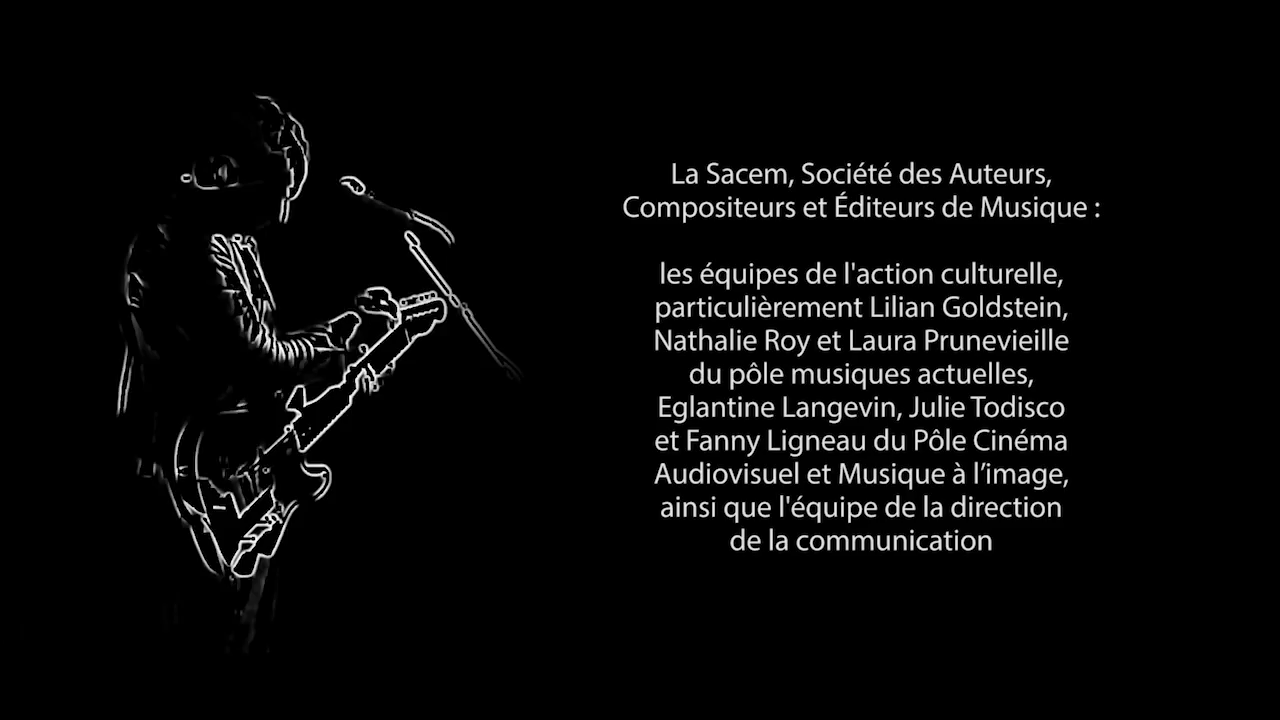 La Sacem, Société des Auteurs,
Compositeurs et Éditeurs de Musique :
les équipes de l'action culturelle,
particulièrement Lilian Goldstein,
Nathalie Roy et Laura Prunevieille
du pôle musiques actuelles,
Eglantine Langevin, Julie Todisco
et Fanny Ligneau du Pôle Cinéma
Audiovisuel et Musique à l’image,
ainsi que l'équipe de la direction
de la communication